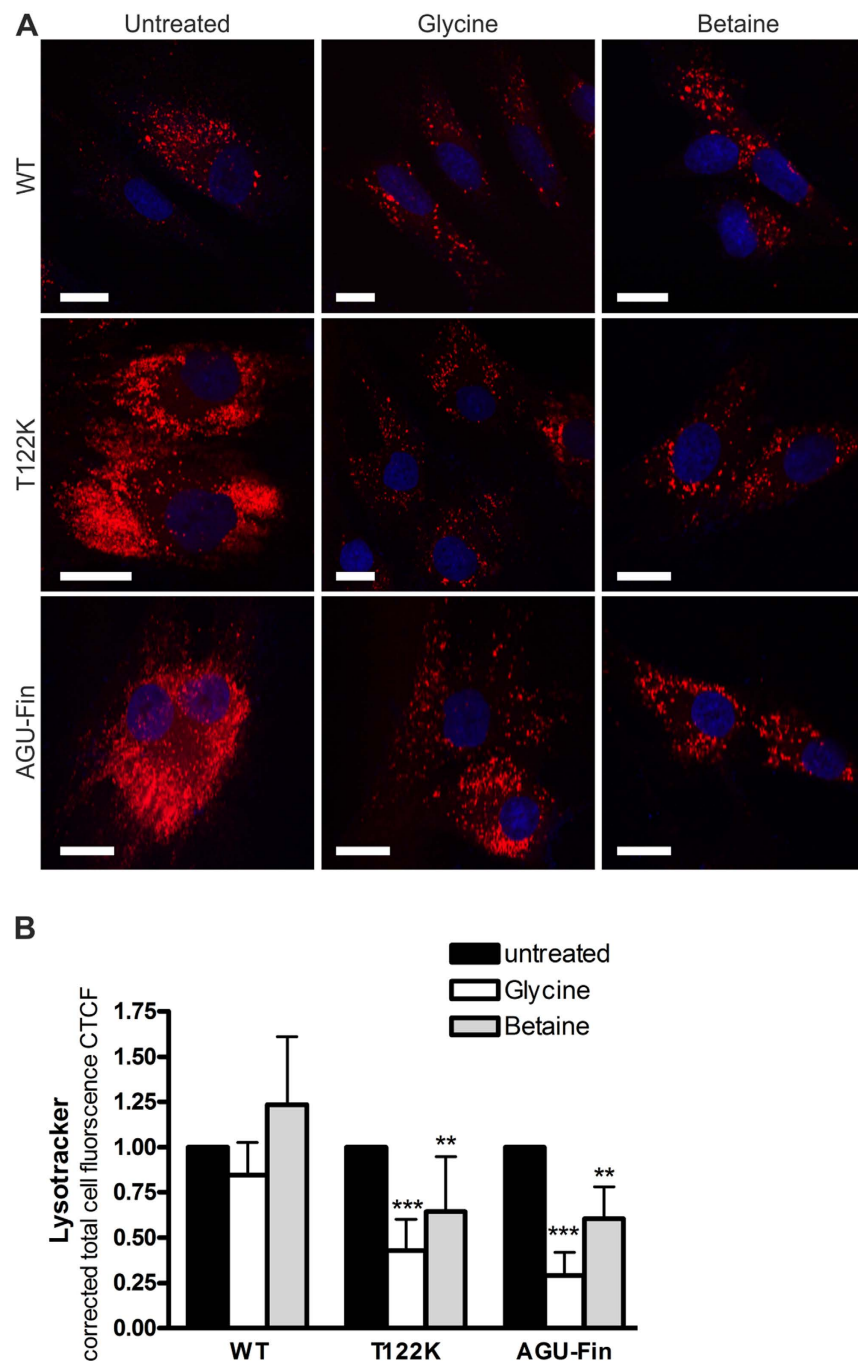 A
Untreated
Glycine
Betaine
WT
T122K
AGU-Fin
B
untreated
Glycine
Betaine
Lysotracker
corrected total cell fluorscence CTCF
1.75
1.50
1.25
1.00
0.75
0.50
0.25
0.00
***
**
***
**
WT
T122K
AGU-Fin